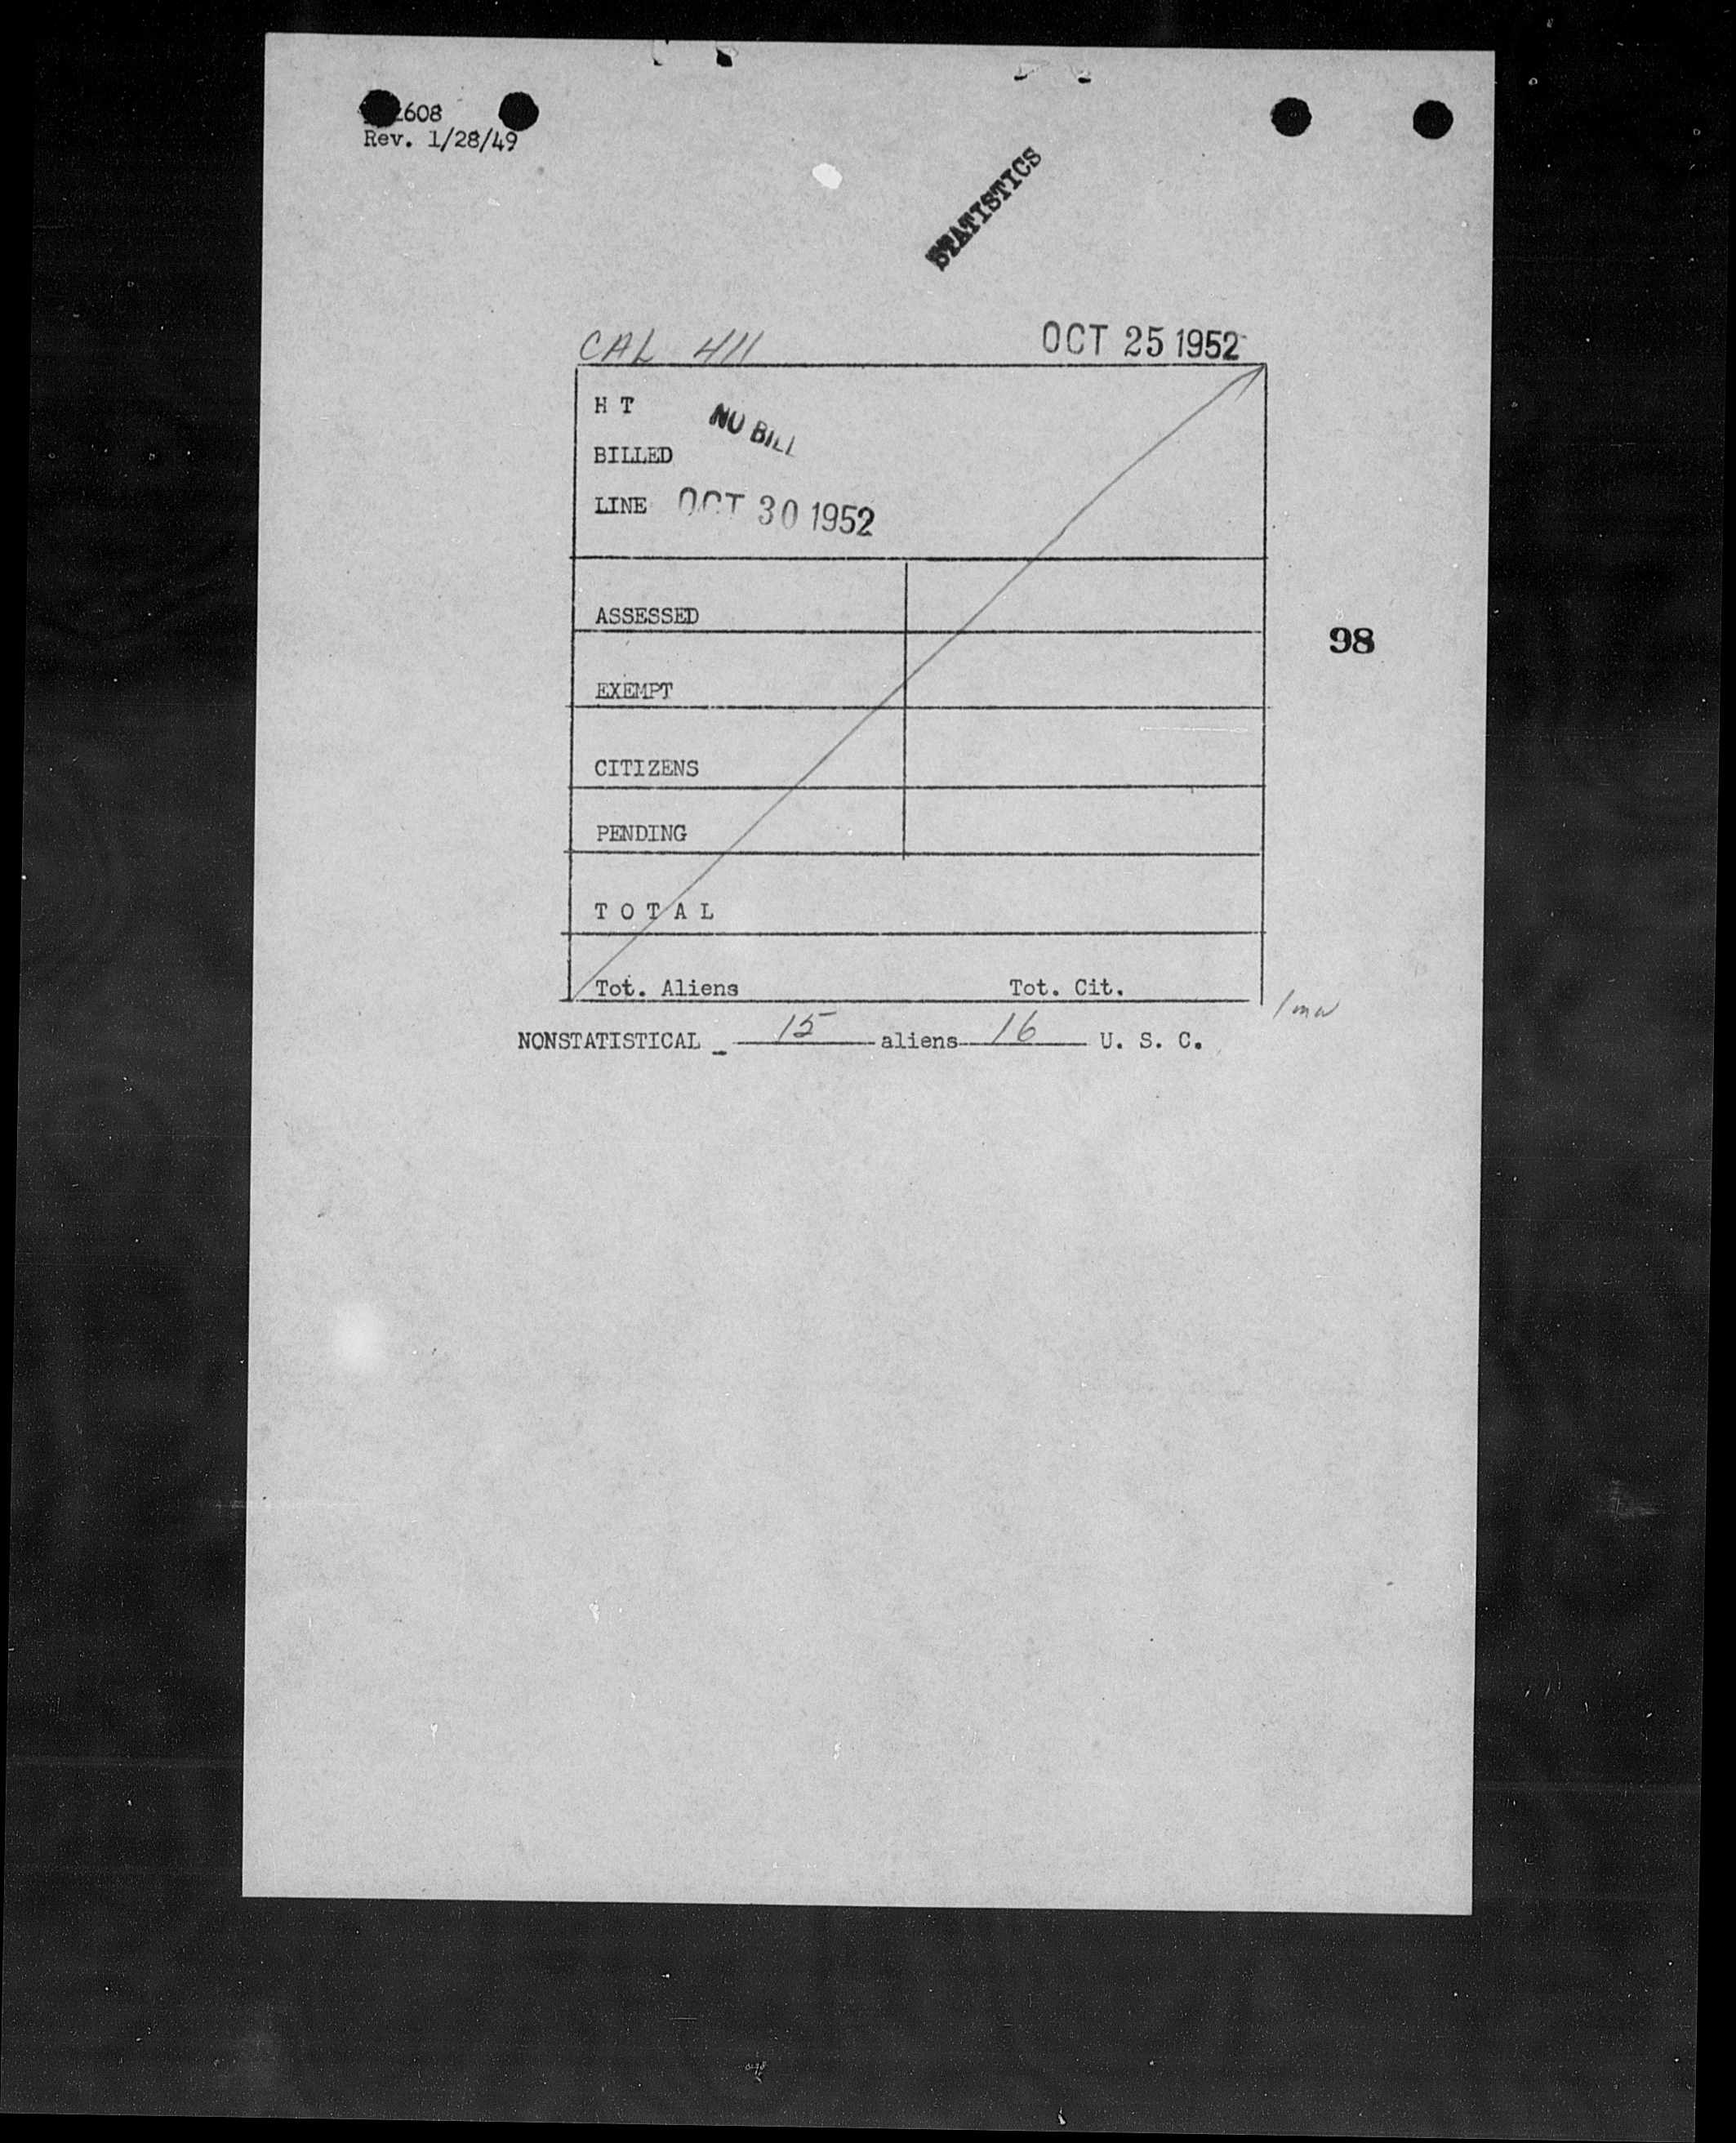 608
Rev. 1/28/49
STATISTICS
CAL 411 OCT 25 1952
H T
NO BILL
BILLED
LINE OCT 30 1952
ASSESSED
98
EXEMPT
CITIZENS
PENDING
T O T A L
Tot. Aliens Tot. Cit.
NONSTATISTICAL - 15 aliens 16 U. S. C.